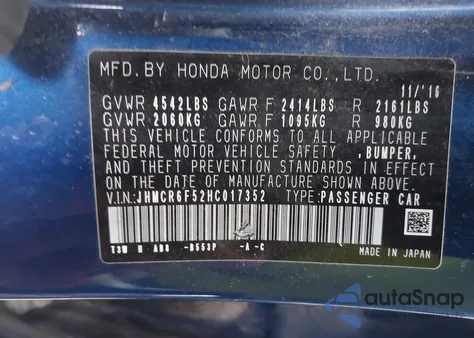 MFD.BY HONDA MOTOR CO.,LTD.
11/'16
GVWR 4542LBS GAWR F 2414LBS R 2161LBS
GVWR 2060KG GAWR F 1095KG R 980KG
THIS VEHICLE CONFORMS TO ALL APPLICABLE
FEDERAL MOTOR VEHICLE SAFETY ,BUMPER,
AND THEFT PREVENTION STANDARDS IN EFFECT
ON THE DATE OF MANUFACTURE SHOWN ABOVE.
V.I.N.:JHMCR6F52HC017352 TYPE:PASSENGER CAR
-B553P -A -C
MADE IN JAPAN
autoSnap